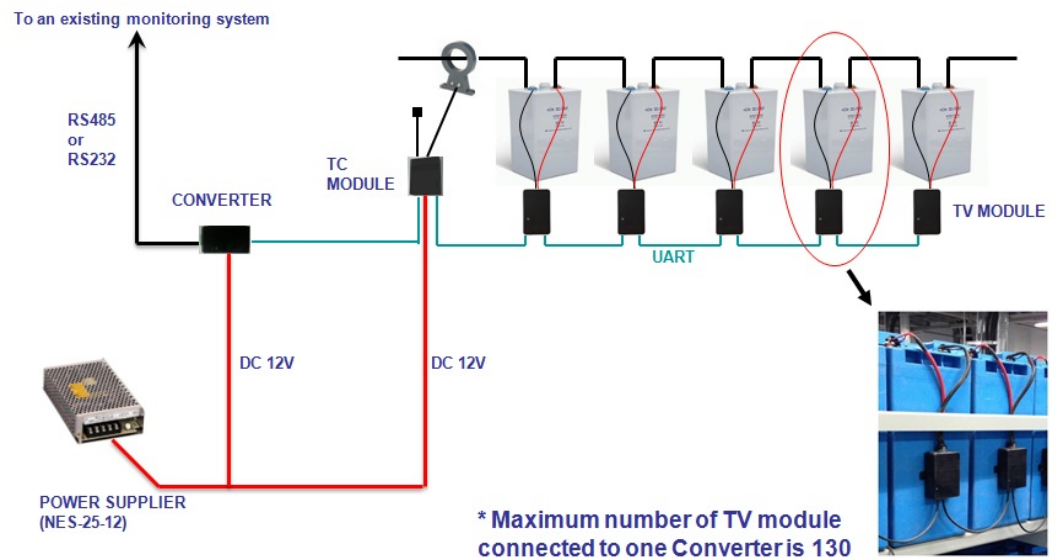 To an existing monitoring system
RS485
or
RS232
TC
MODULE
CONVERTER
TV MODULE
UART
DC 12V
DC 12V
POWER SUPPLIER
(NES-25-12)
* Maximum number of TV module
connected to one Converter is 130